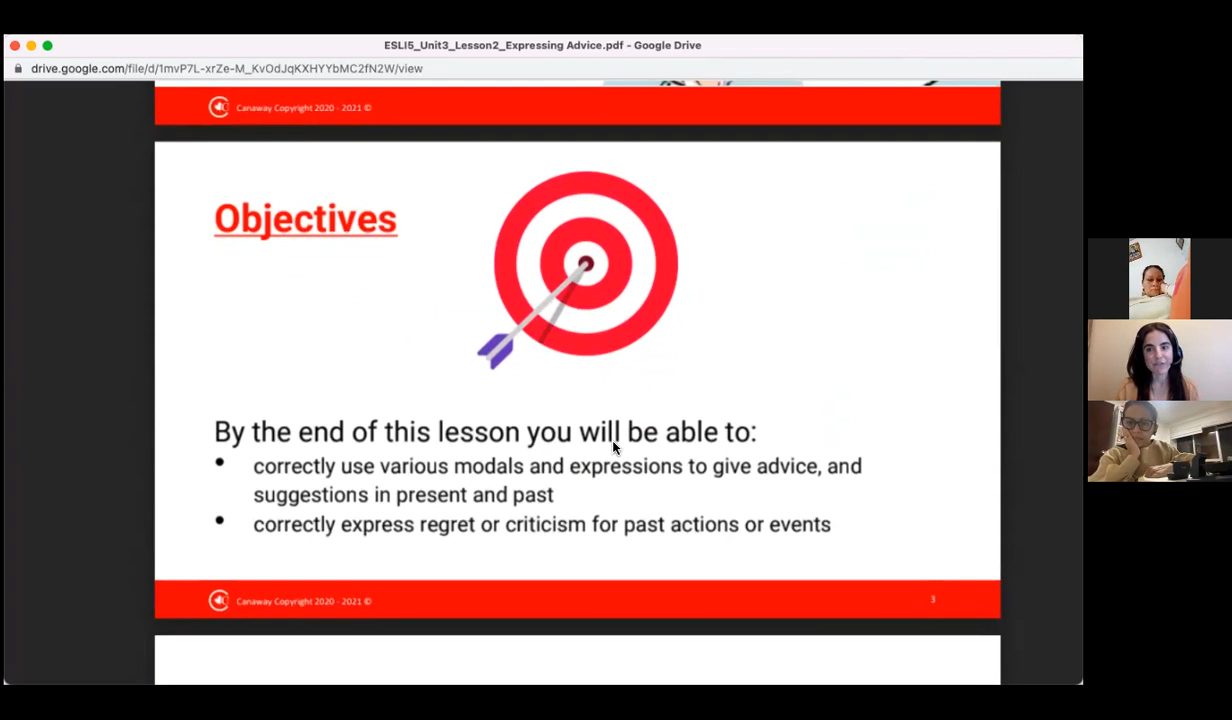 ESLI5_Unit3_Lesson2_Expressing Advice.pdf - Google Drive
drive.google.com/file/d/1mvP7L-xrZe-M_KvOdJqKXHYYbMC2fN2W/view
Canaway Copyright 2020 - 2021 ©
Objectives
By the end of this lesson you will be able to:
• correctly use various modals and expressions to give advice, and
suggestions in present and past
• correctly express regret or criticism for past actions or events
Canaway Copyright 2020 - 2021 ©
3